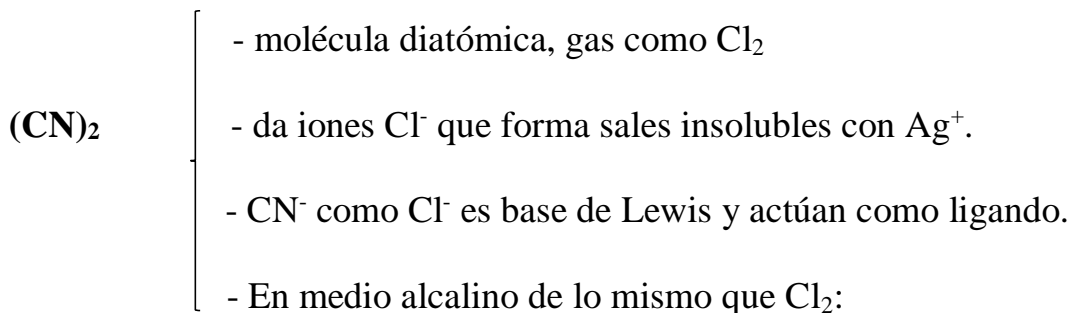 - molécula diatómica, gas como Cl₂
(CN)₂ - da iones Cl⁻ que forma sales insolubles con Ag⁺.
- CN⁻ como Cl⁻ es base de Lewis y actúan como ligando.
- En medio alcalino de lo mismo que Cl₂: